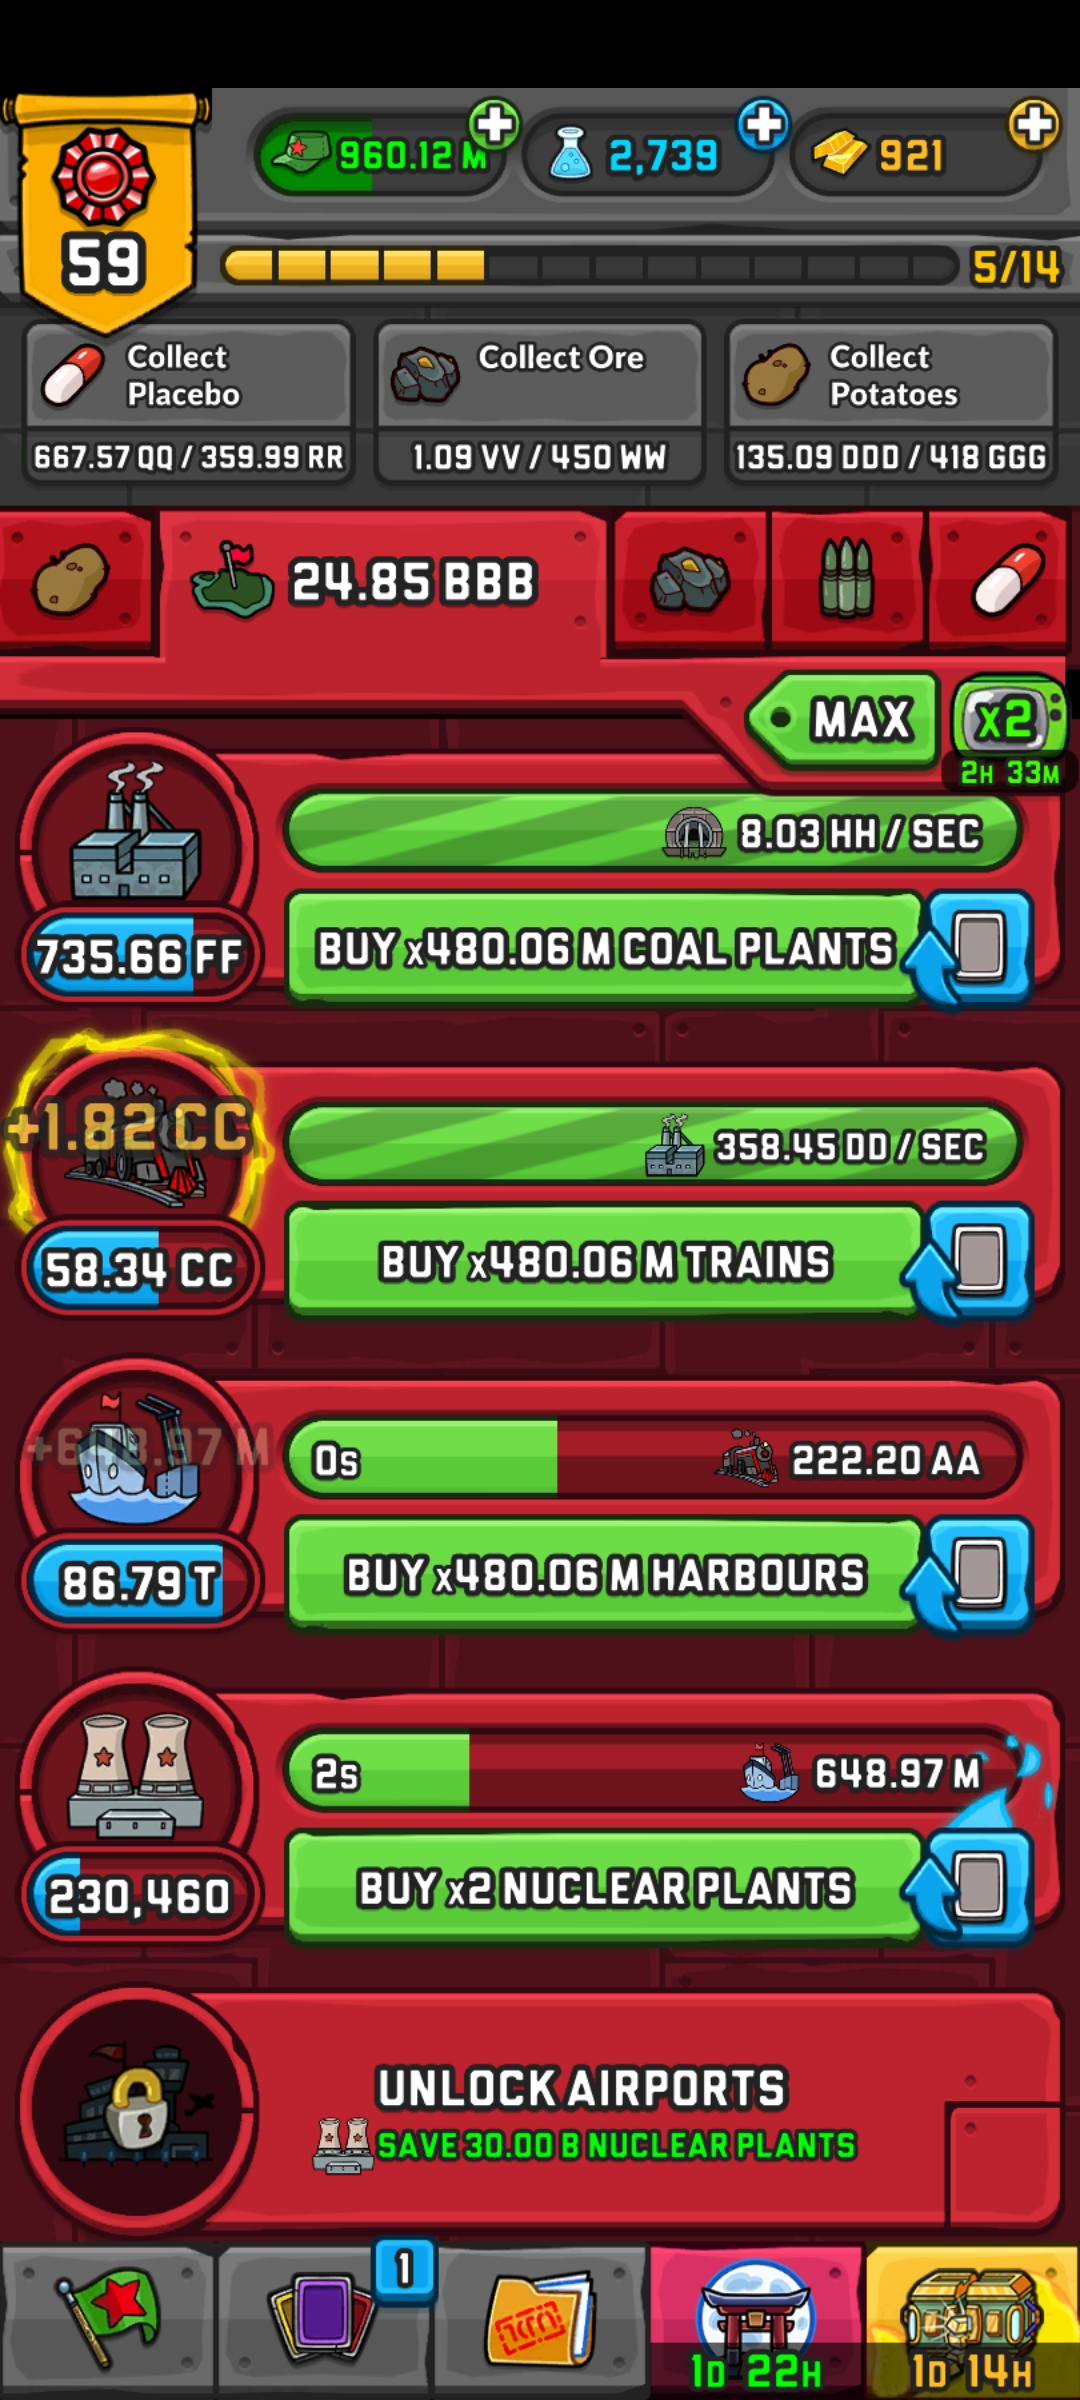 960.12 M
2,739
921
59
5/14
Collect
Placebo
667.57 QQ / 359.99 RR
Collect Ore
1.09 VV / 450 WW
Collect
Potatoes
135.09 DDD / 418 GGG
24.85 BBB
MAX
x2
2H 33M
8.03 HH / SEC
735.66 FF
BUY x480.06 M COAL PLANTS
+1.82 CC
358.45 DD / SEC
58.34 CC
BUY x480.06 M TRAINS
+648.97 M
0s
222.20 AA
86.79 T
BUY x480.06 M HARBOURS
2s
648.97 M
230,460
BUY x2 NUCLEAR PLANTS
UNLOCK AIRPORTS
SAVE 30.00 B NUCLEAR PLANTS
1
1D 22H
1D 14H